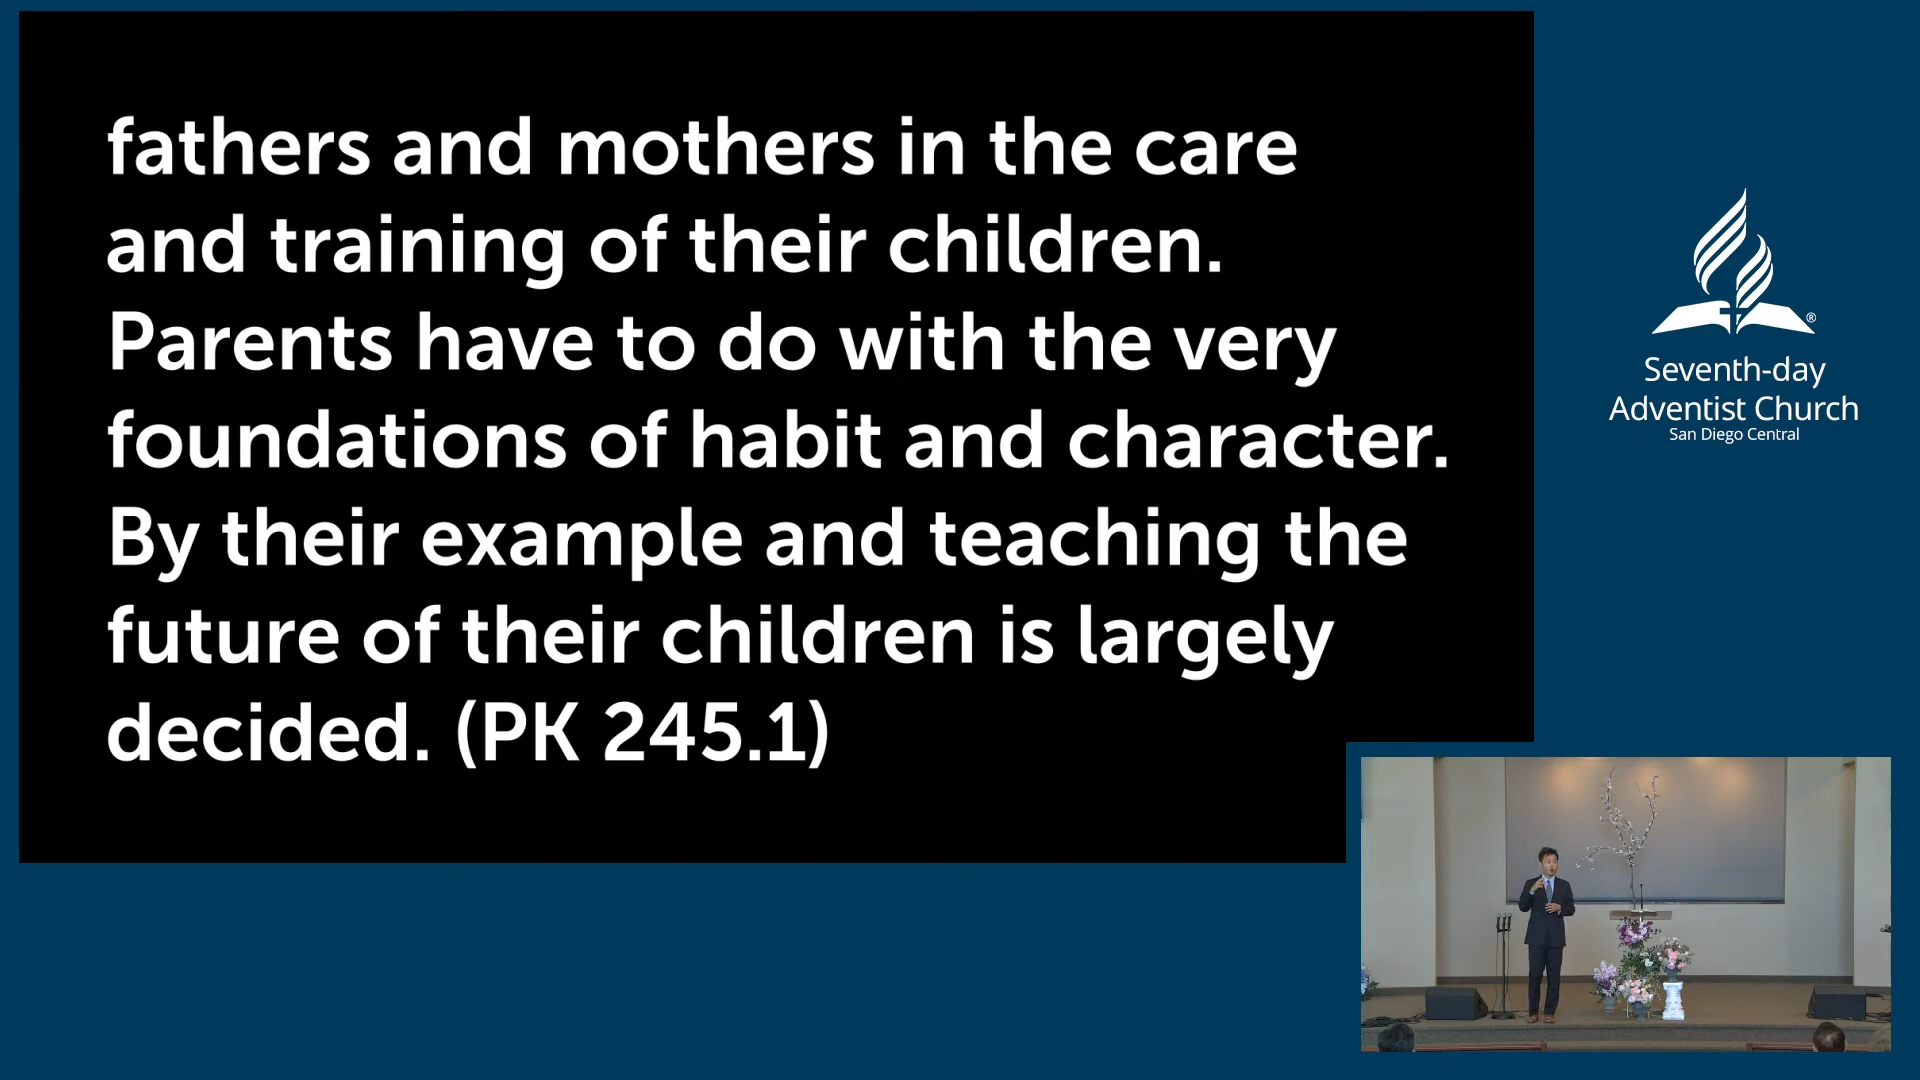 fathers and mothers in the care
and training of their children.
Parents have to do with the very
foundations of habit and character.
By their example and teaching the
future of their children is largely
decided. (PK 245.1)
®
Seventh-day
Adventist Church
San Diego Central